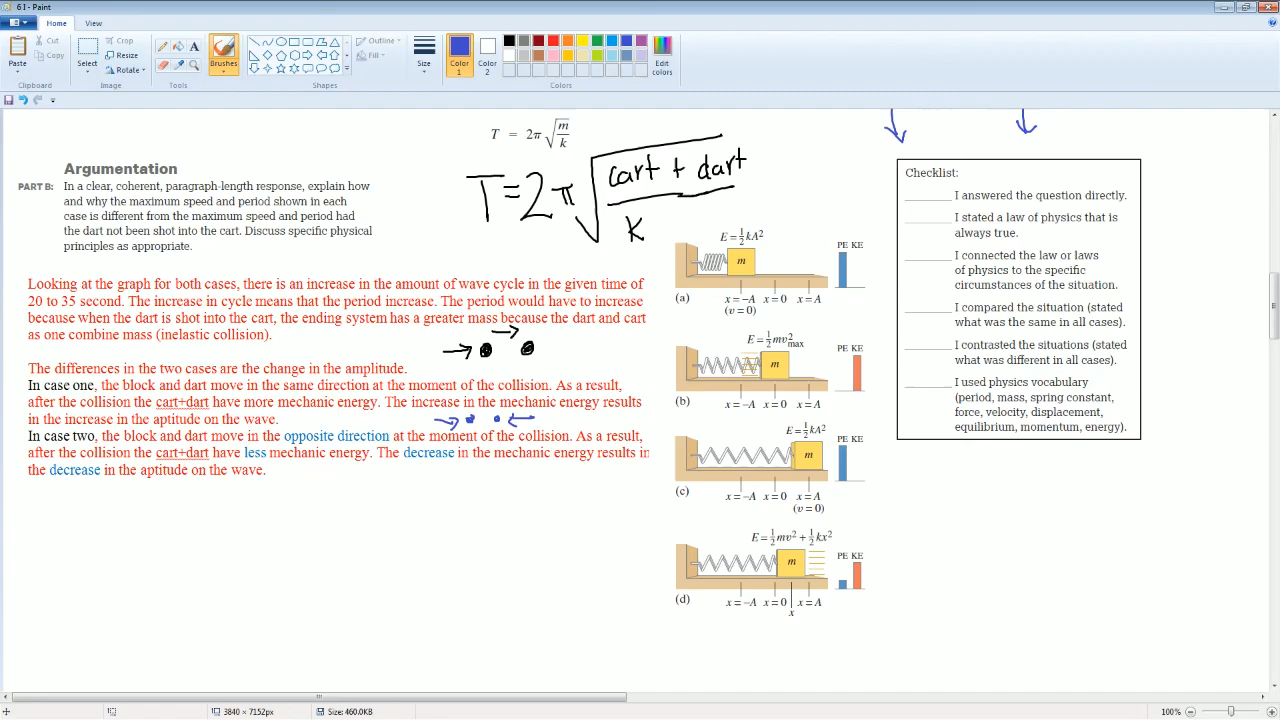 6 I - Paint
Home
View
Paste
Cut
Copy
Clipboard
Select
Crop
Resize
Rotate
Image
Tools
Brushes
Outline
Fill
Shapes
Size
Color 1
Color 2
Edit colors
Colors
T = 2π √m/k
T = 2π √(cart + dart)/k
Argumentation
PART B: In a clear, coherent, paragraph-length response, explain how
and why the maximum speed and period shown in each
case is different from the maximum speed and period had
the dart not been shot into the cart. Discuss specific physical
principles as appropriate.
Looking at the graph for both cases, there is an increase in the amount of wave cycle in the given time of
20 to 35 second. The increase in cycle means that the period increase. The period would have to increase
because when the dart is shot into the cart, the ending system has a greater mass because the dart and cart
as one combine mass (inelastic collision).
The differences in the two cases are the change in the amplitude.
In case one, the block and dart move in the same direction at the moment of the collision. As a result,
after the collision the cart+dart have more mechanic energy. The increase in the mechanic energy results
in the increase in the aptitude on the wave.
In case two, the block and dart move in the opposite direction at the moment of the collision. As a result,
after the collision the cart+dart have less mechanic energy. The decrease in the mechanic energy results in
the decrease in the aptitude on the wave.
E = ½kA²
m
PE KE
(a)
x = −A x = 0 x = A
(v = 0)
E = ½mv²max
m
PE KE
(b)
x = −A x = 0 x = A
E = ½kA²
m
PE KE
(c)
x = −A x = 0 x = A
(v = 0)
E = ½mv² + ½kx²
m
PE KE
(d)
x = −A x = 0 x = A
x
Checklist:
I answered the question directly.
I stated a law of physics that is
always true.
I connected the law or laws
of physics to the specific
circumstances of the situation.
I compared the situation (stated
what was the same in all cases).
I contrasted the situations (stated
what was different in all cases).
I used physics vocabulary
(period, mass, spring constant,
force, velocity, displacement,
equilibrium, momentum, energy).
3840 × 7152px
Size: 460.0KB
100%